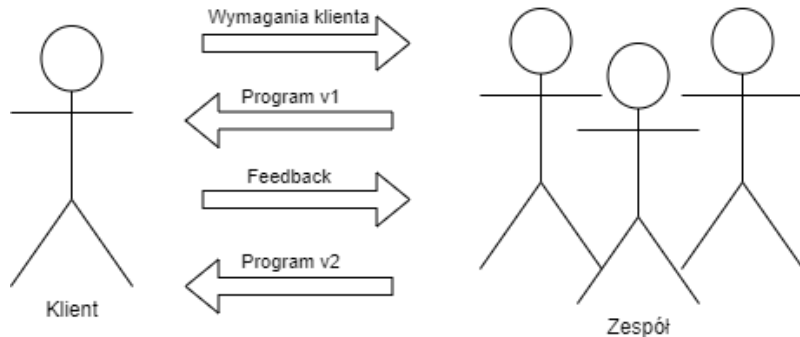 Wymagania klienta
Program v1
Feedback
Program v2
Klient
Zespół